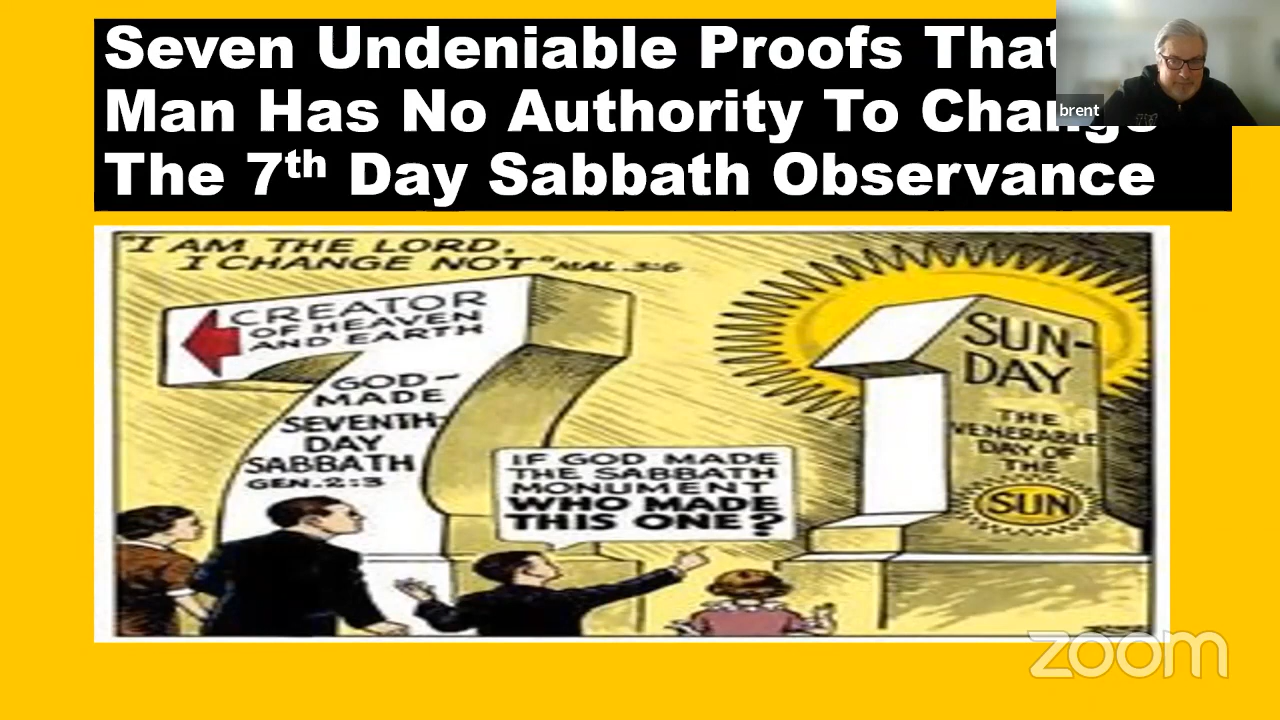 Seven Undeniable Proofs That
Man Has No Authority To Change
The 7th Day Sabbath Observance
brent
"I AM THE LORD,
I CHANGE NOT" MAL. 3:6
CREATOR
OF HEAVEN
AND EARTH
GOD-
MADE
SEVENTH-
DAY
SABBATH
GEN. 2:3
IF GOD MADE
THE SABBATH
MONUMENT
WHO MADE
THIS ONE?
SUN-
DAY
THE
VENERABLE
DAY OF
THE
SUN
zoom